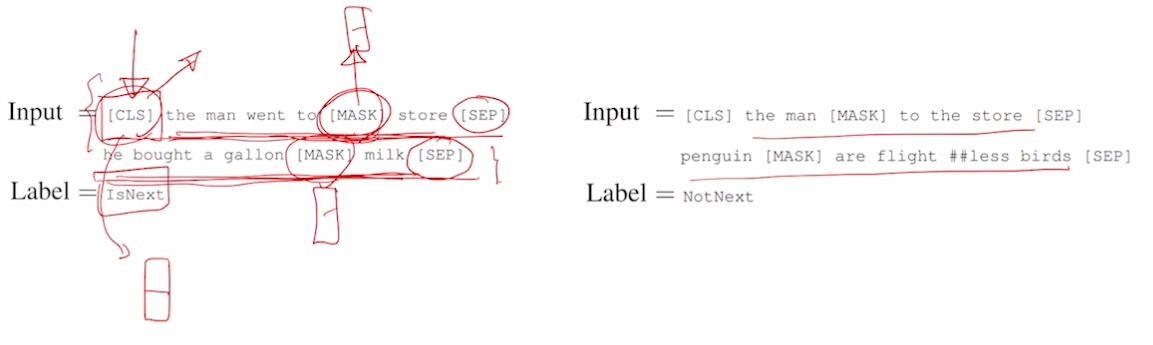 Input = [CLS] the man went to [MASK] store [SEP]
he bought a gallon [MASK] milk [SEP]
Label = IsNext
Input = [CLS] the man [MASK] to the store [SEP]
penguin [MASK] are flight ##less birds [SEP]
Label = NotNext